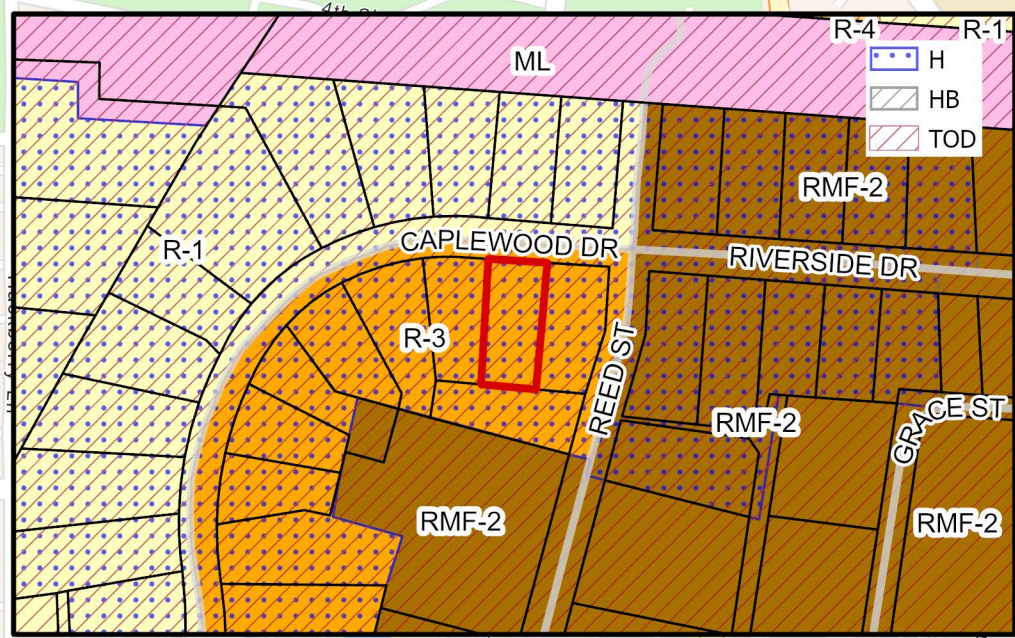 R-4
R-1
H
HB
TOD
ML
RMF-2
R-1
CAPLEWOOD DR
RIVERSIDE DR
R-3
REED ST
RMF-2
GRACE ST
RMF-2
RMF-2